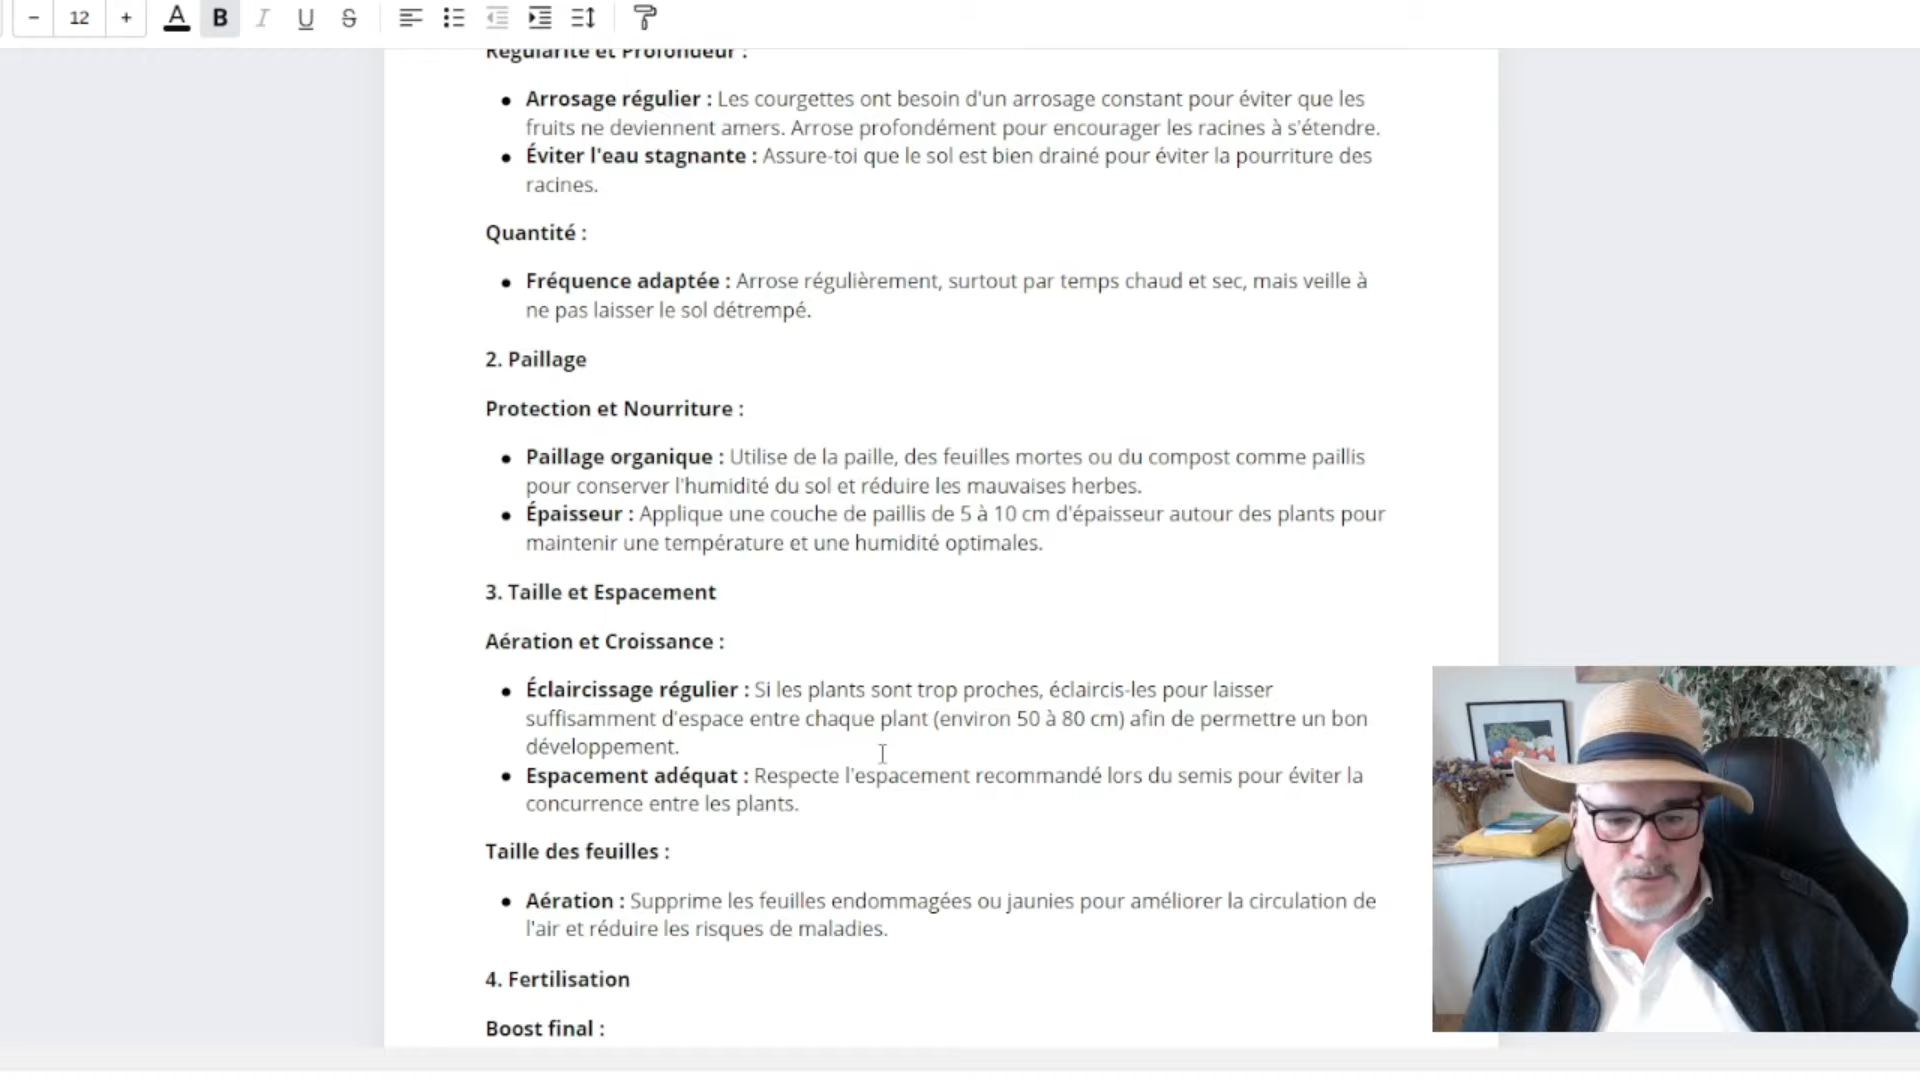 12
A
B
I
U
S
Régularité et Profondeur :
Arrosage régulier : Les courgettes ont besoin d'un arrosage constant pour éviter que les
fruits ne deviennent amers. Arrose profondément pour encourager les racines à s'étendre.
Éviter l'eau stagnante : Assure-toi que le sol est bien drainé pour éviter la pourriture des
racines.
Quantité :
Fréquence adaptée : Arrose régulièrement, surtout par temps chaud et sec, mais veille à
ne pas laisser le sol détrempé.
2. Paillage
Protection et Nourriture :
Paillage organique : Utilise de la paille, des feuilles mortes ou du compost comme paillis
pour conserver l'humidité du sol et réduire les mauvaises herbes.
Épaisseur : Applique une couche de paillis de 5 à 10 cm d'épaisseur autour des plants pour
maintenir une température et une humidité optimales.
3. Taille et Espacement
Aération et Croissance :
Éclaircissage régulier : Si les plants sont trop proches, éclaircis-les pour laisser
suffisamment d'espace entre chaque plant (environ 50 à 80 cm) afin de permettre un bon
développement.
Espacement adéquat : Respecte l'espacement recommandé lors du semis pour éviter la
concurrence entre les plants.
Taille des feuilles :
Aération : Supprime les feuilles endommagées ou jaunies pour améliorer la circulation de
l'air et réduire les risques de maladies.
4. Fertilisation
Boost final :